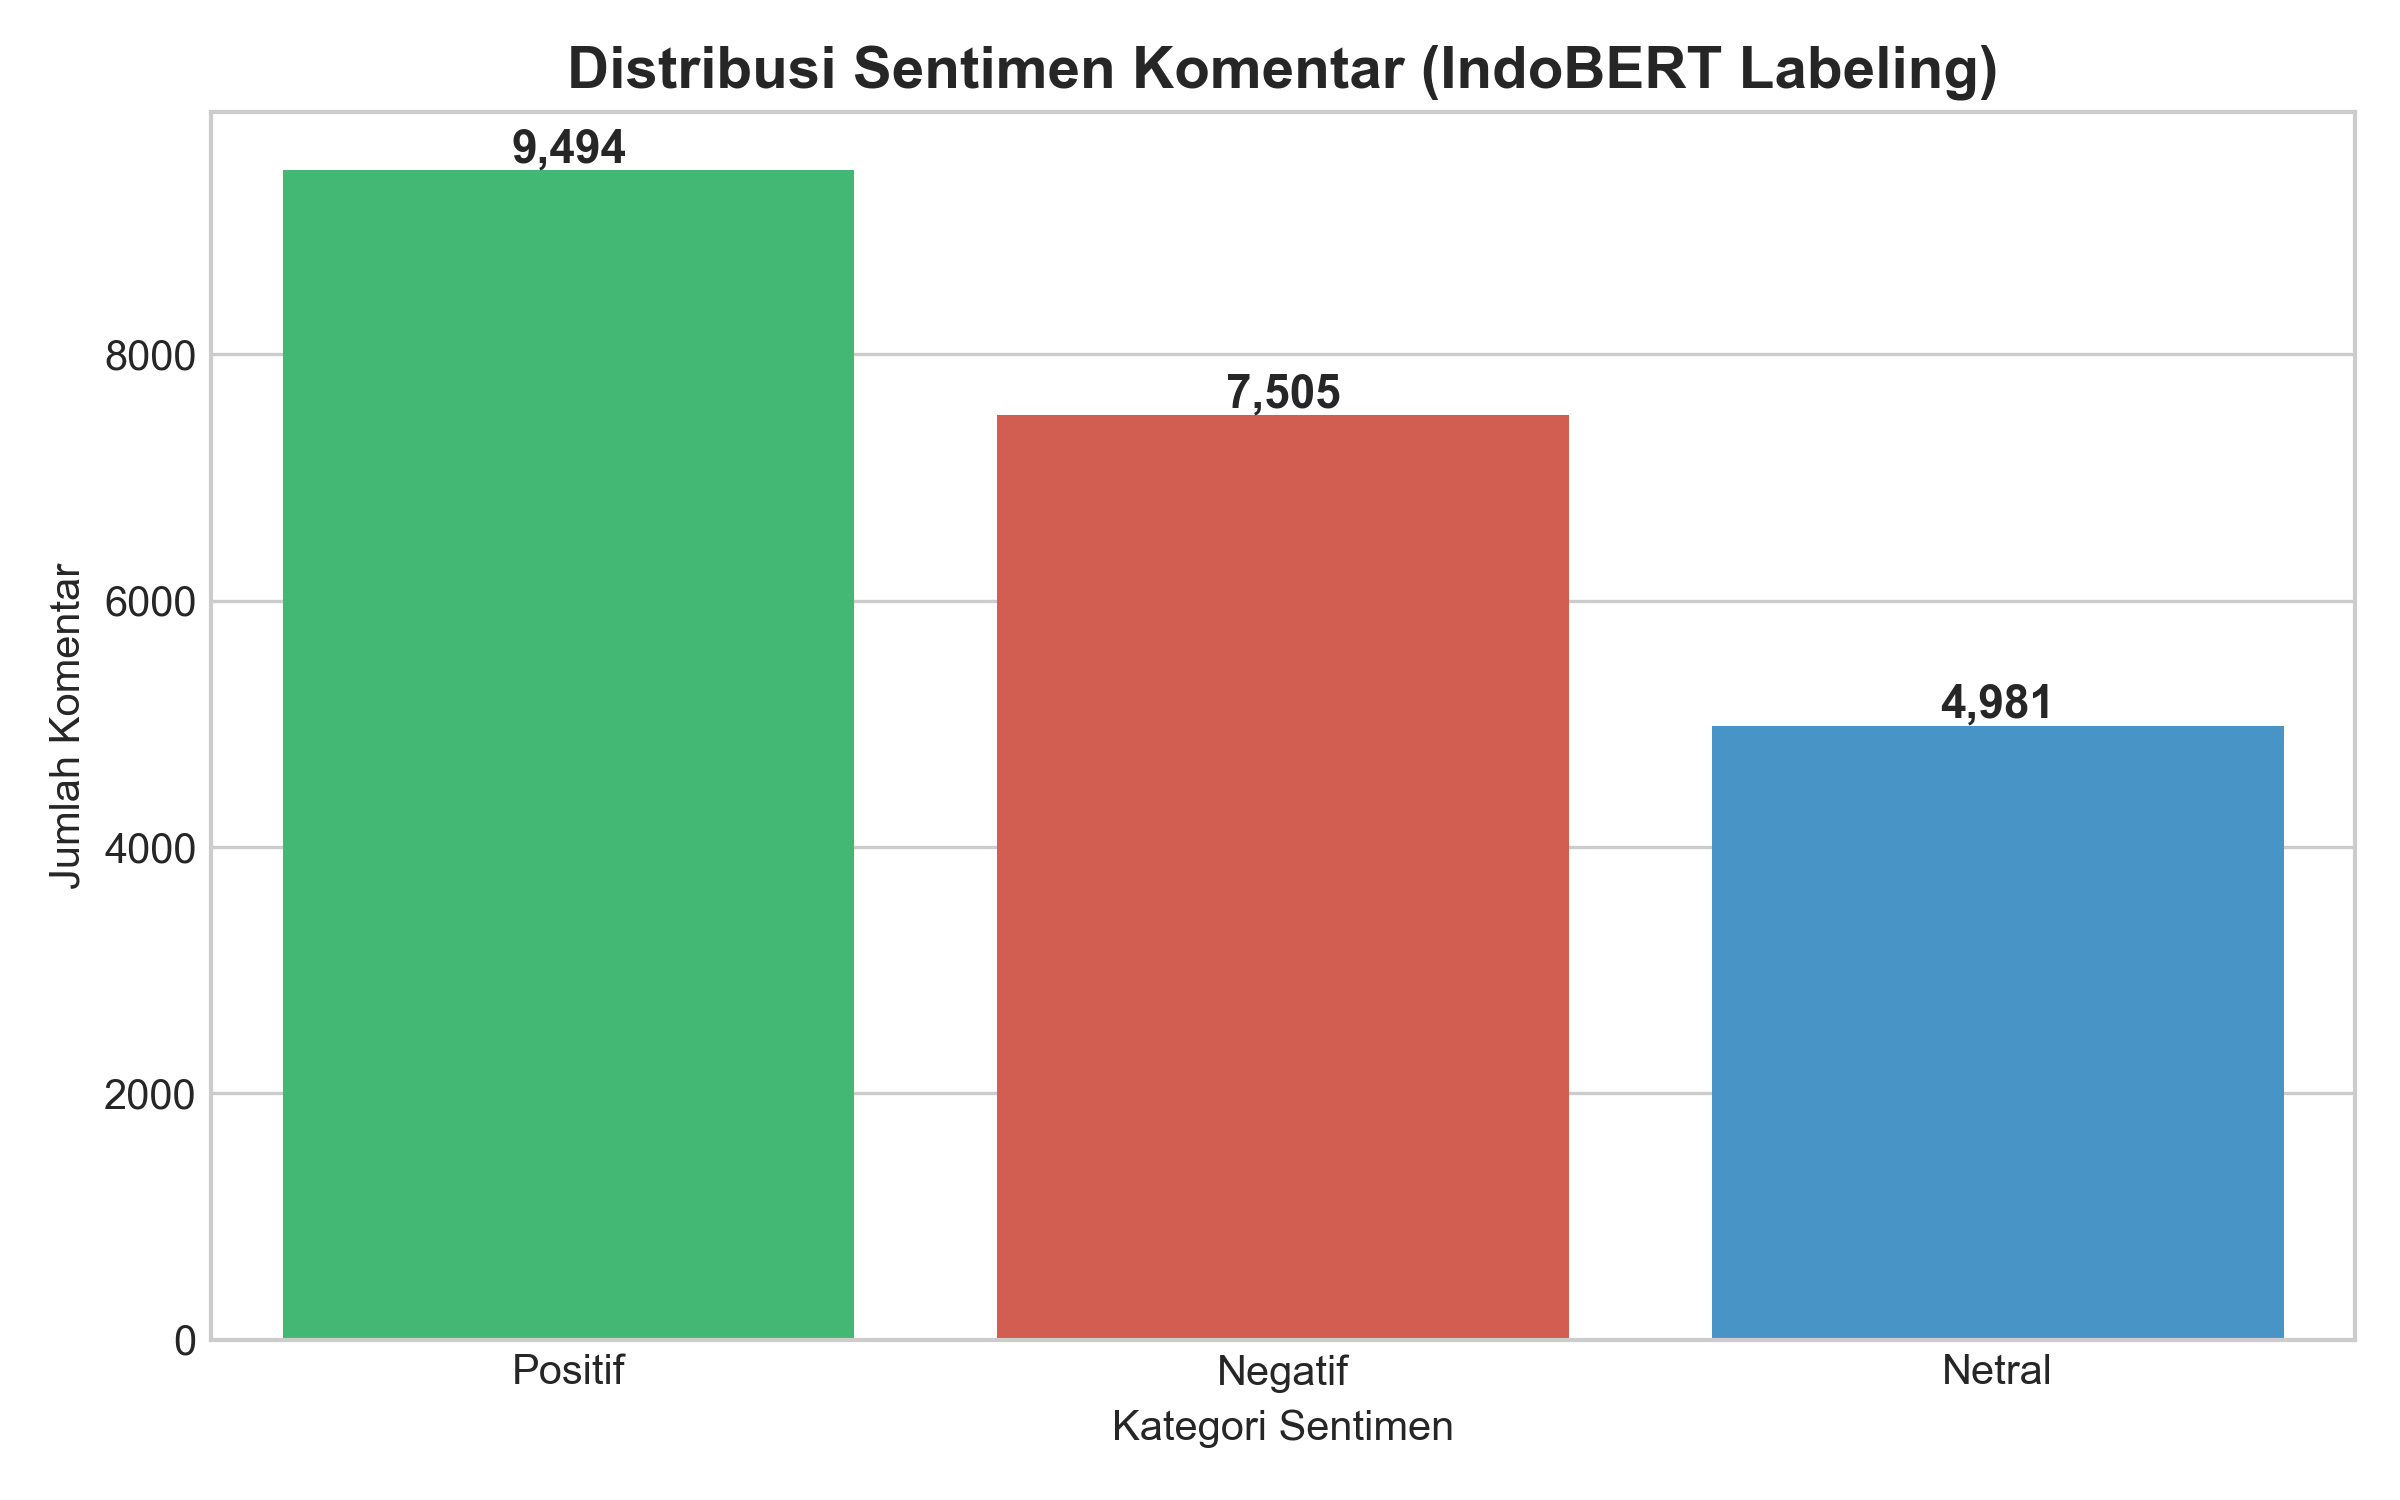 Distribusi Sentimen Komentar (IndoBERT Labeling)
9,494
7,505
4,981
8000
6000
4000
2000
0
Jumlah Komentar
Positif
Negatif
Netral
Kategori Sentimen